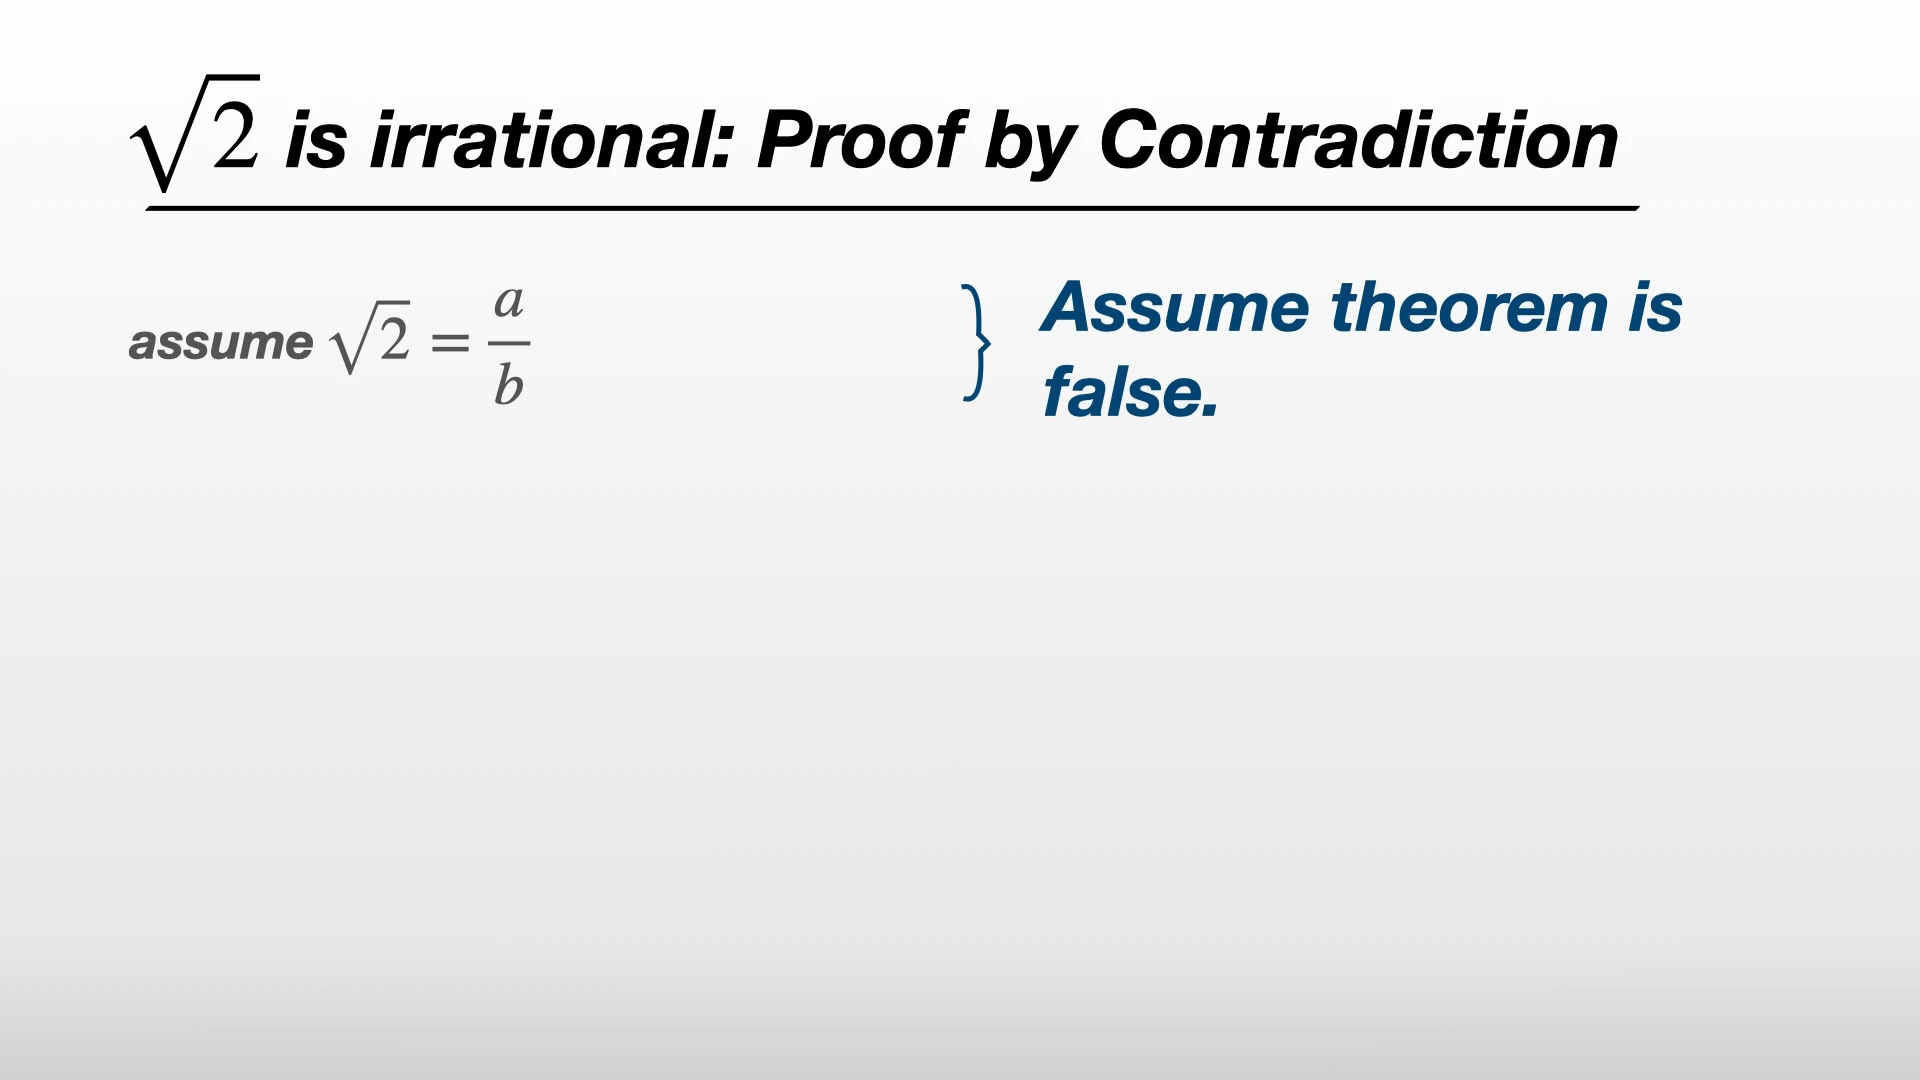 √2 is irrational: Proof by Contradiction
assume √2 = a/b
Assume theorem is
false.